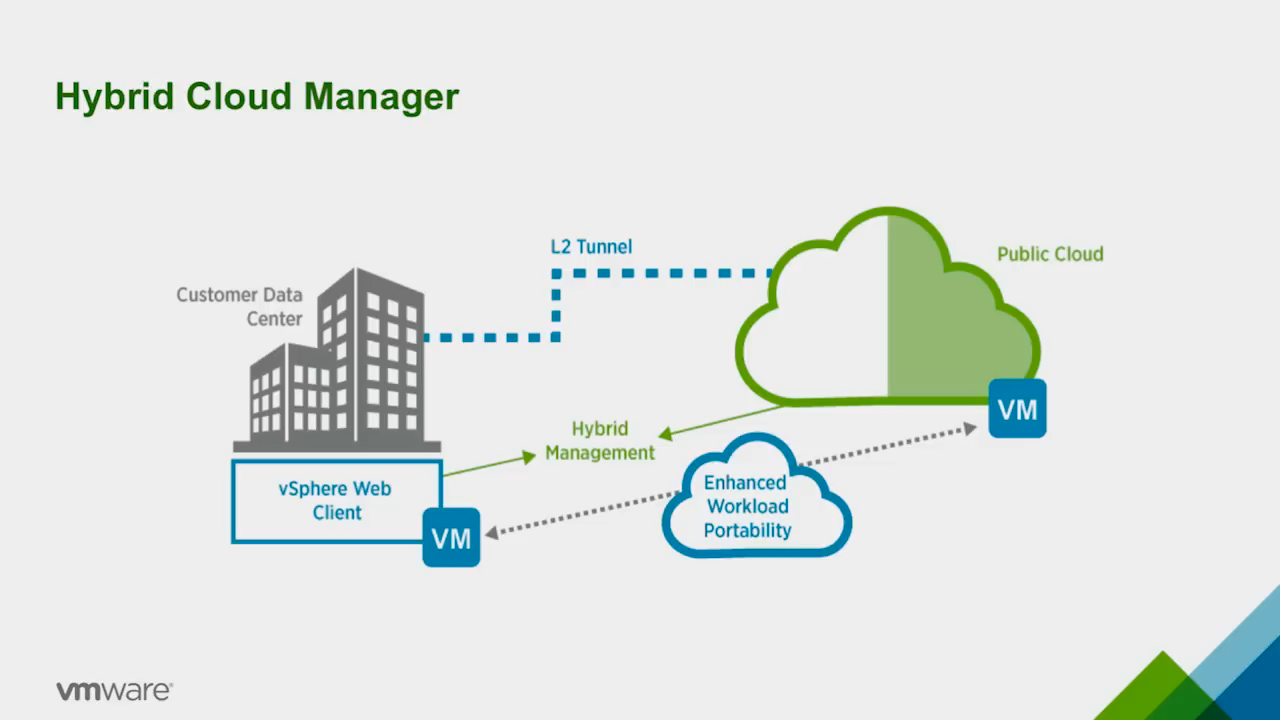 Hybrid Cloud Manager
L2 Tunnel
Public Cloud
Customer Data
Center
VM
Hybrid
Management
vSphere Web
Client
Enhanced
Workload
Portability
VM
vmware®